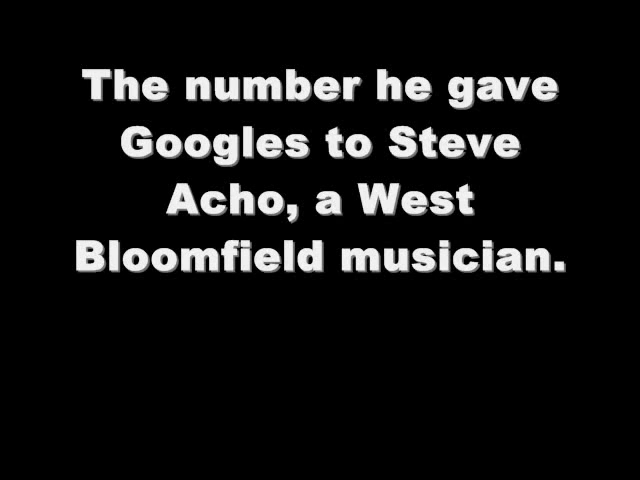 The number he gave
Googles to Steve
Acho, a West
Bloomfield musician.